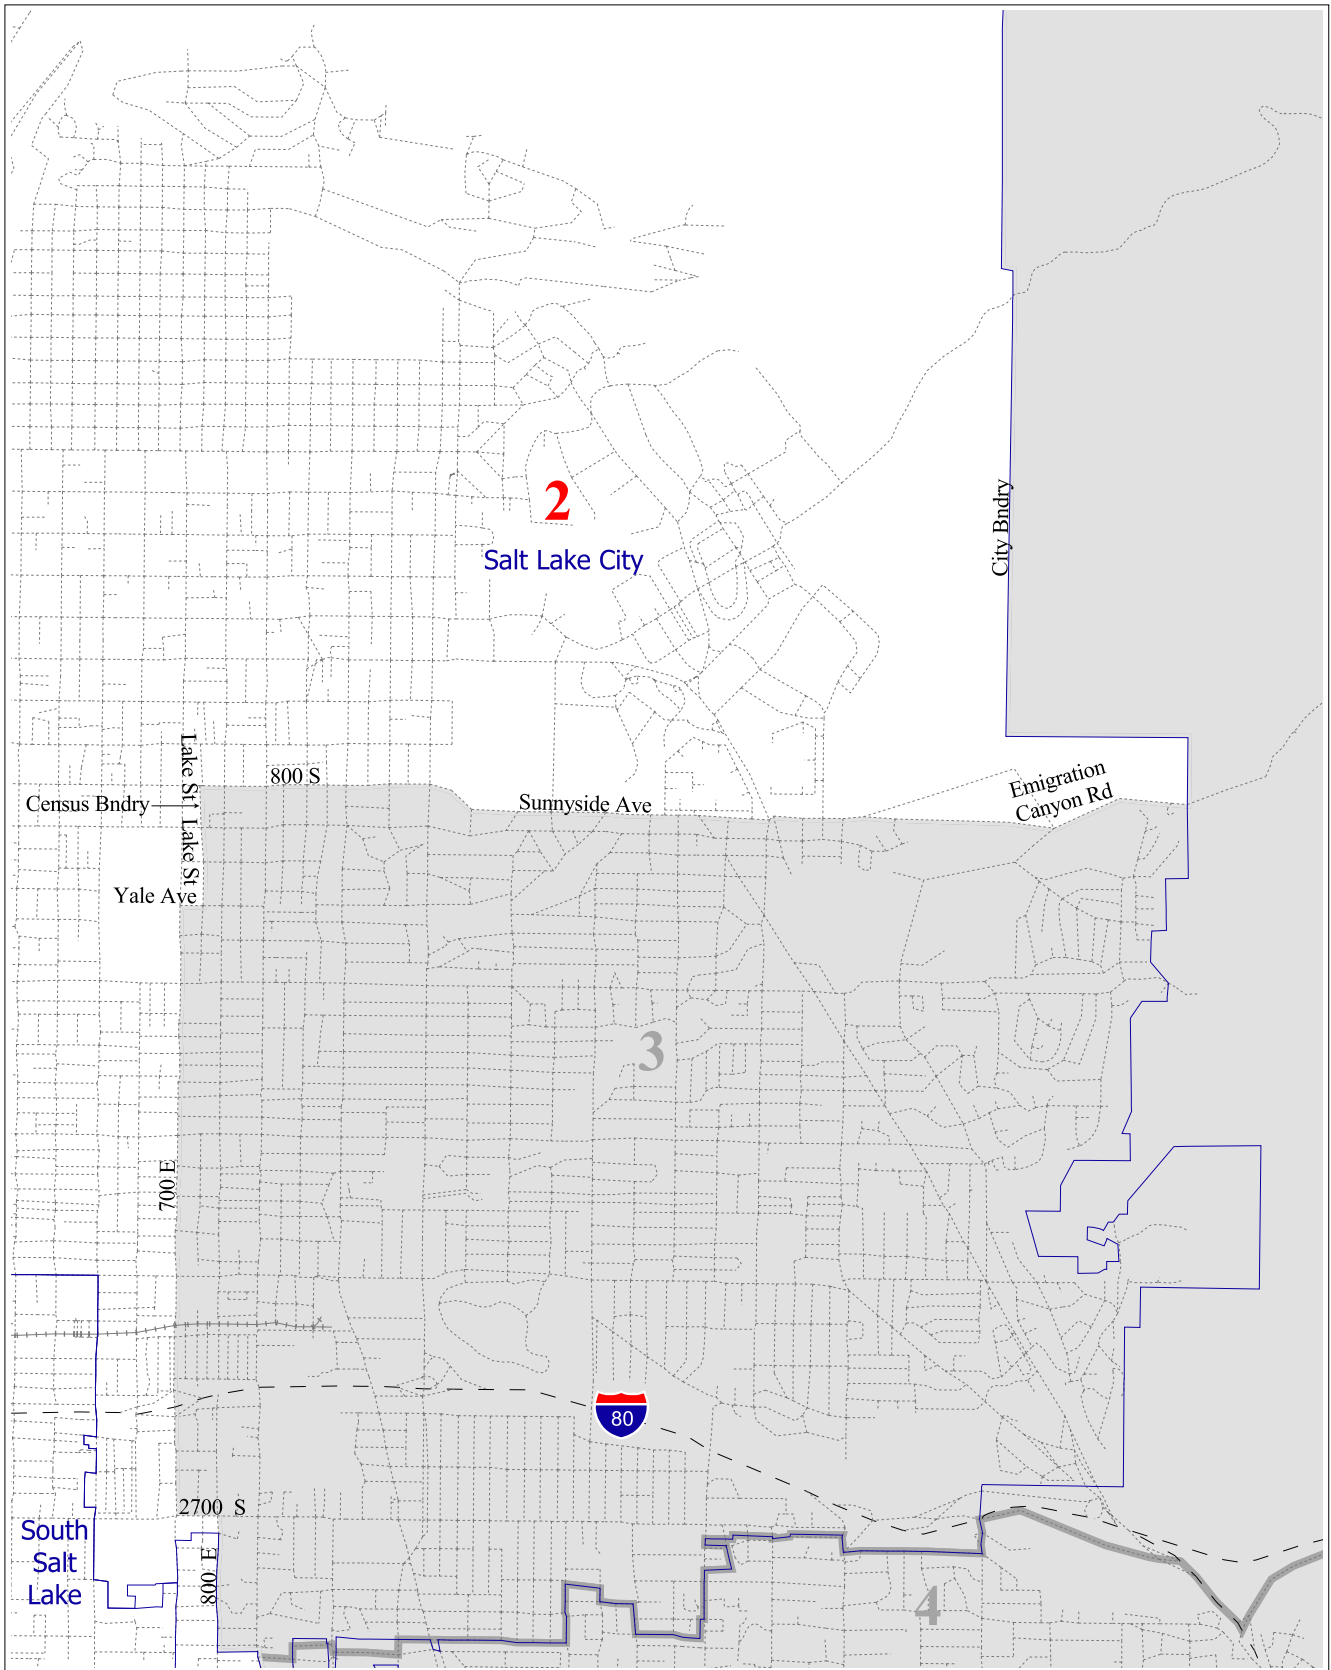 2
Salt Lake City
City Bndry
Lake St
800 S
Emigration
Canyon Rd
Census Bndry
Sunnyside Ave
Lake St
Yale Ave
3
700 E
80
2700 S
South
Salt
Lake
800 E
4